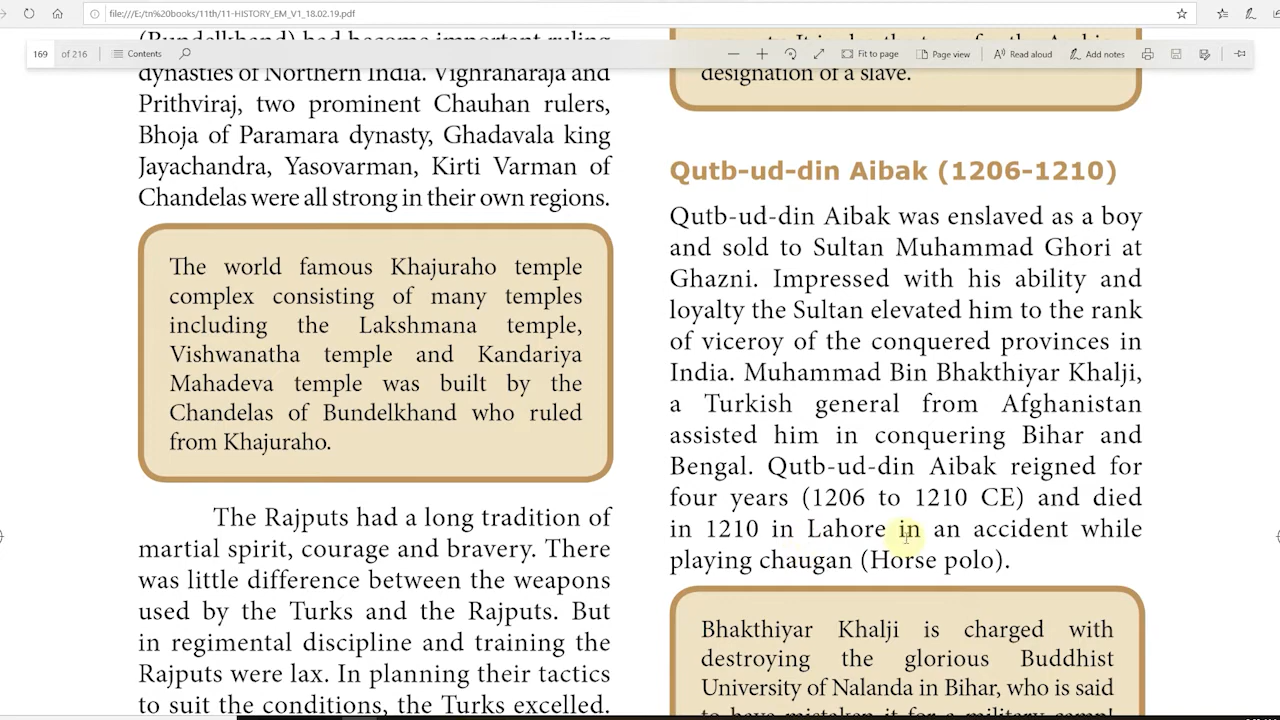 file:///E:/tn%20books/11th/11-HISTORY_EM_V1_18.02.19.pdf
169 of 216 Contents
Fit to page Page view Read aloud Add notes
(Bundelkhand) had become important ruling
dynasties of Northern India. Vighraharaja and
Prithviraj, two prominent Chauhan rulers,
Bhoja of Paramara dynasty, Ghadavala king
Jayachandra, Yasovarman, Kirti Varman of
Chandelas were all strong in their own regions.
The world famous Khajuraho temple
complex consisting of many temples
including the Lakshmana temple,
Vishwanatha temple and Kandariya
Mahadeva temple was built by the
Chandelas of Bundelkhand who ruled
from Khajuraho.
The Rajputs had a long tradition of
martial spirit, courage and bravery. There
was little difference between the weapons
used by the Turks and the Rajputs. But
in regimental discipline and training the
Rajputs were lax. In planning their tactics
to suit the conditions, the Turks excelled.
designation of a slave.
Qutb-ud-din Aibak (1206-1210)
Qutb-ud-din Aibak was enslaved as a boy
and sold to Sultan Muhammad Ghori at
Ghazni. Impressed with his ability and
loyalty the Sultan elevated him to the rank
of viceroy of the conquered provinces in
India. Muhammad Bin Bhakthiyar Khalji,
a Turkish general from Afghanistan
assisted him in conquering Bihar and
Bengal. Qutb-ud-din Aibak reigned for
four years (1206 to 1210 CE) and died
in 1210 in Lahore in an accident while
playing chaugan (Horse polo).
Bhakthiyar Khalji is charged with
destroying the glorious Buddhist
University of Nalanda in Bihar, who is said
to have mistaken it for a military camp!